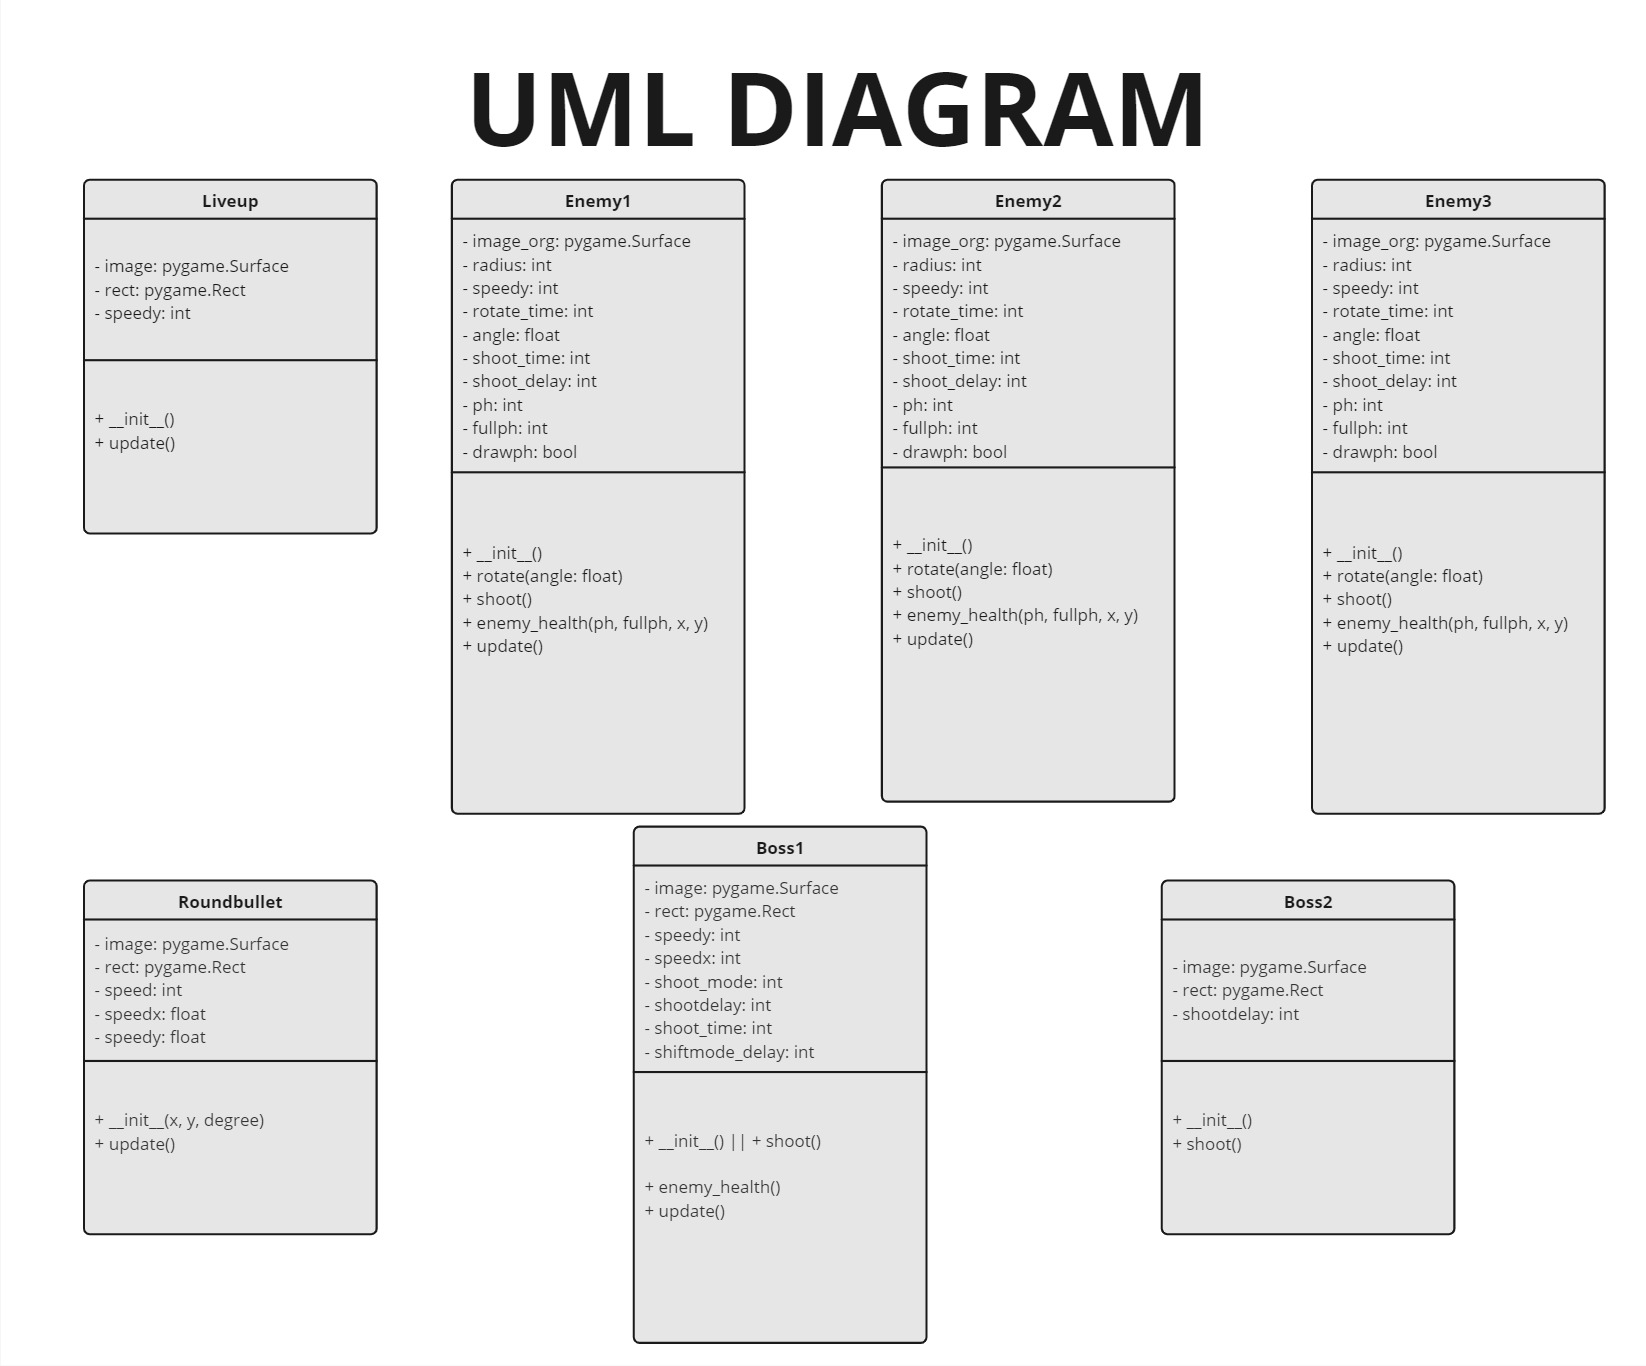 UML DIAGRAM
Liveup
- image: pygame.Surface
- rect: pygame.Rect
- speedy: int
+ __init__()
+ update()
Enemy1
- image_org: pygame.Surface
- radius: int
- speedy: int
- rotate_time: int
- angle: float
- shoot_time: int
- shoot_delay: int
- ph: int
- fullph: int
- drawph: bool
+ __init__()
+ rotate(angle: float)
+ shoot()
+ enemy_health(ph, fullph, x, y)
+ update()
Enemy2
- image_org: pygame.Surface
- radius: int
- speedy: int
- rotate_time: int
- angle: float
- shoot_time: int
- shoot_delay: int
- ph: int
- fullph: int
- drawph: bool
+ __init__()
+ rotate(angle: float)
+ shoot()
+ enemy_health(ph, fullph, x, y)
+ update()
Enemy3
- image_org: pygame.Surface
- radius: int
- speedy: int
- rotate_time: int
- angle: float
- shoot_time: int
- shoot_delay: int
- ph: int
- fullph: int
- drawph: bool
+ __init__()
+ rotate(angle: float)
+ shoot()
+ enemy_health(ph, fullph, x, y)
+ update()
Roundbullet
- image: pygame.Surface
- rect: pygame.Rect
- speed: int
- speedx: float
- speedy: float
+ __init__(x, y, degree)
+ update()
Boss1
- image: pygame.Surface
- rect: pygame.Rect
- speedy: int
- speedx: int
- shoot_mode: int
- shootdelay: int
- shoot_time: int
- shiftmode_delay: int
+ __init__() || + shoot()
+ enemy_health()
+ update()
Boss2
- image: pygame.Surface
- rect: pygame.Rect
- shootdelay: int
+ __init__()
+ shoot()